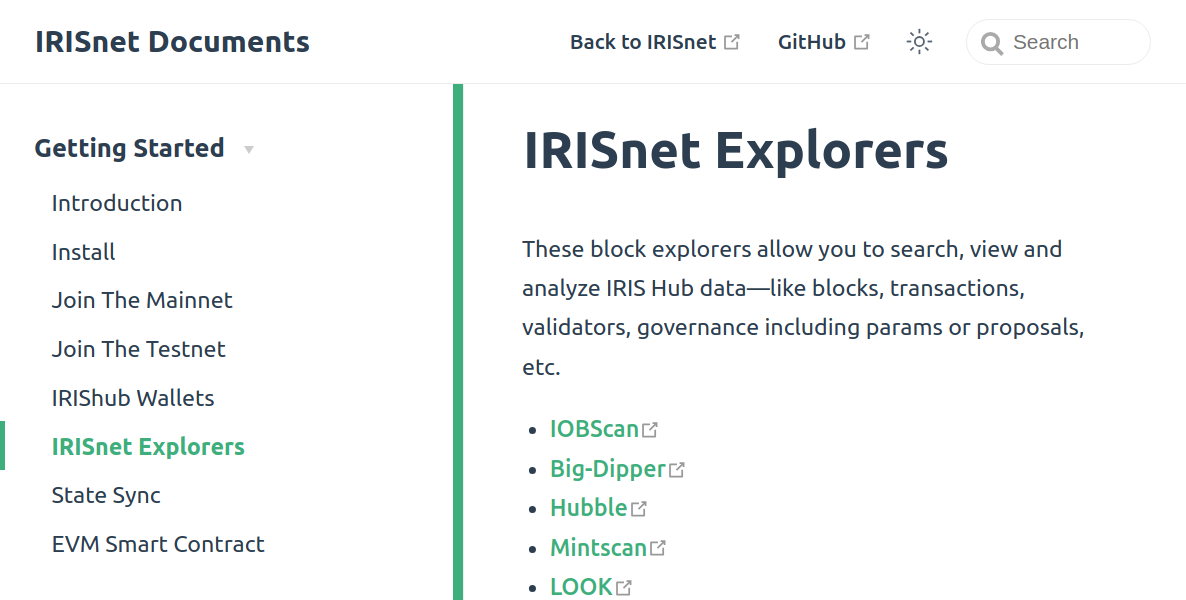 IRISnet Documents
Back to IRISnet
GitHub
Search
Getting Started
Introduction
Install
Join The Mainnet
Join The Testnet
IRIShub Wallets
IRISnet Explorers
State Sync
EVM Smart Contract
IRISnet Explorers
These block explorers allow you to search, view and
analyze IRIS Hub data—like blocks, transactions,
validators, governance including params or proposals,
etc.
IOBScan
Big-Dipper
Hubble
Mintscan
LOOK